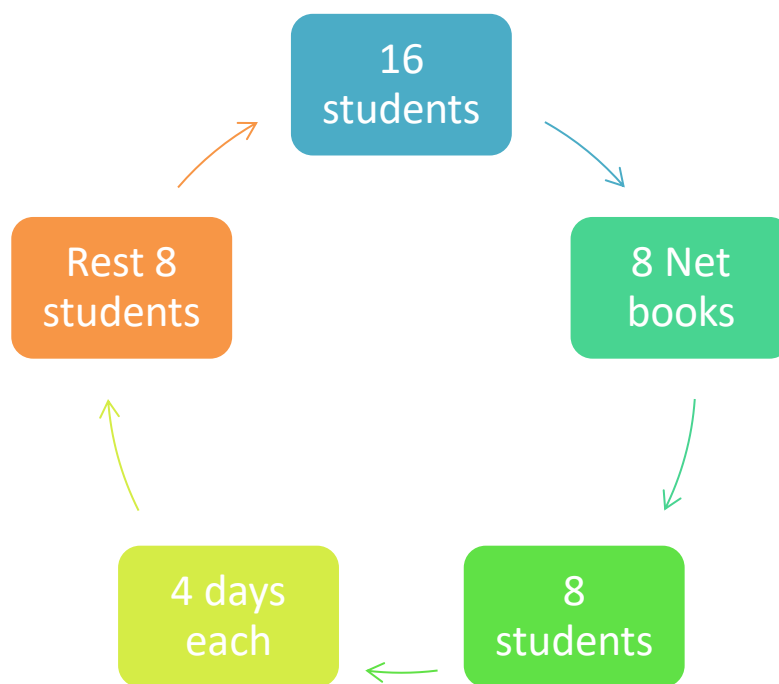 16
students
8 Net
books
8
students
4 days
each
Rest 8
students